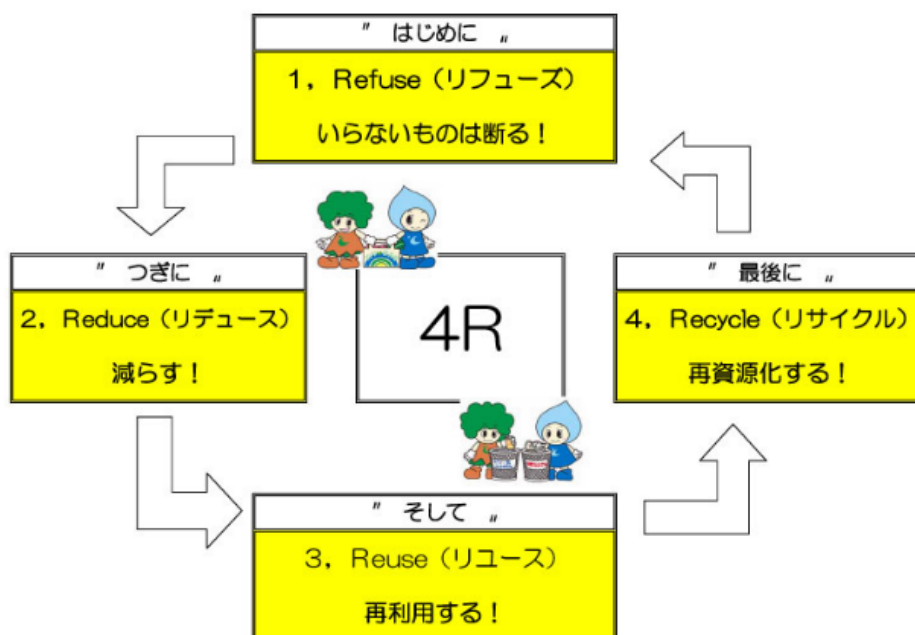 〃 はじめに 〃
1，Refuse（リフューズ）
いらないものは断る！
〃 つぎに 〃
2，Reduce（リデュース）
減らす！
4R
〃 そして 〃
3，Reuse（リユース）
再利用する！
〃 最後に 〃
4，Recycle（リサイクル）
再資源化する！